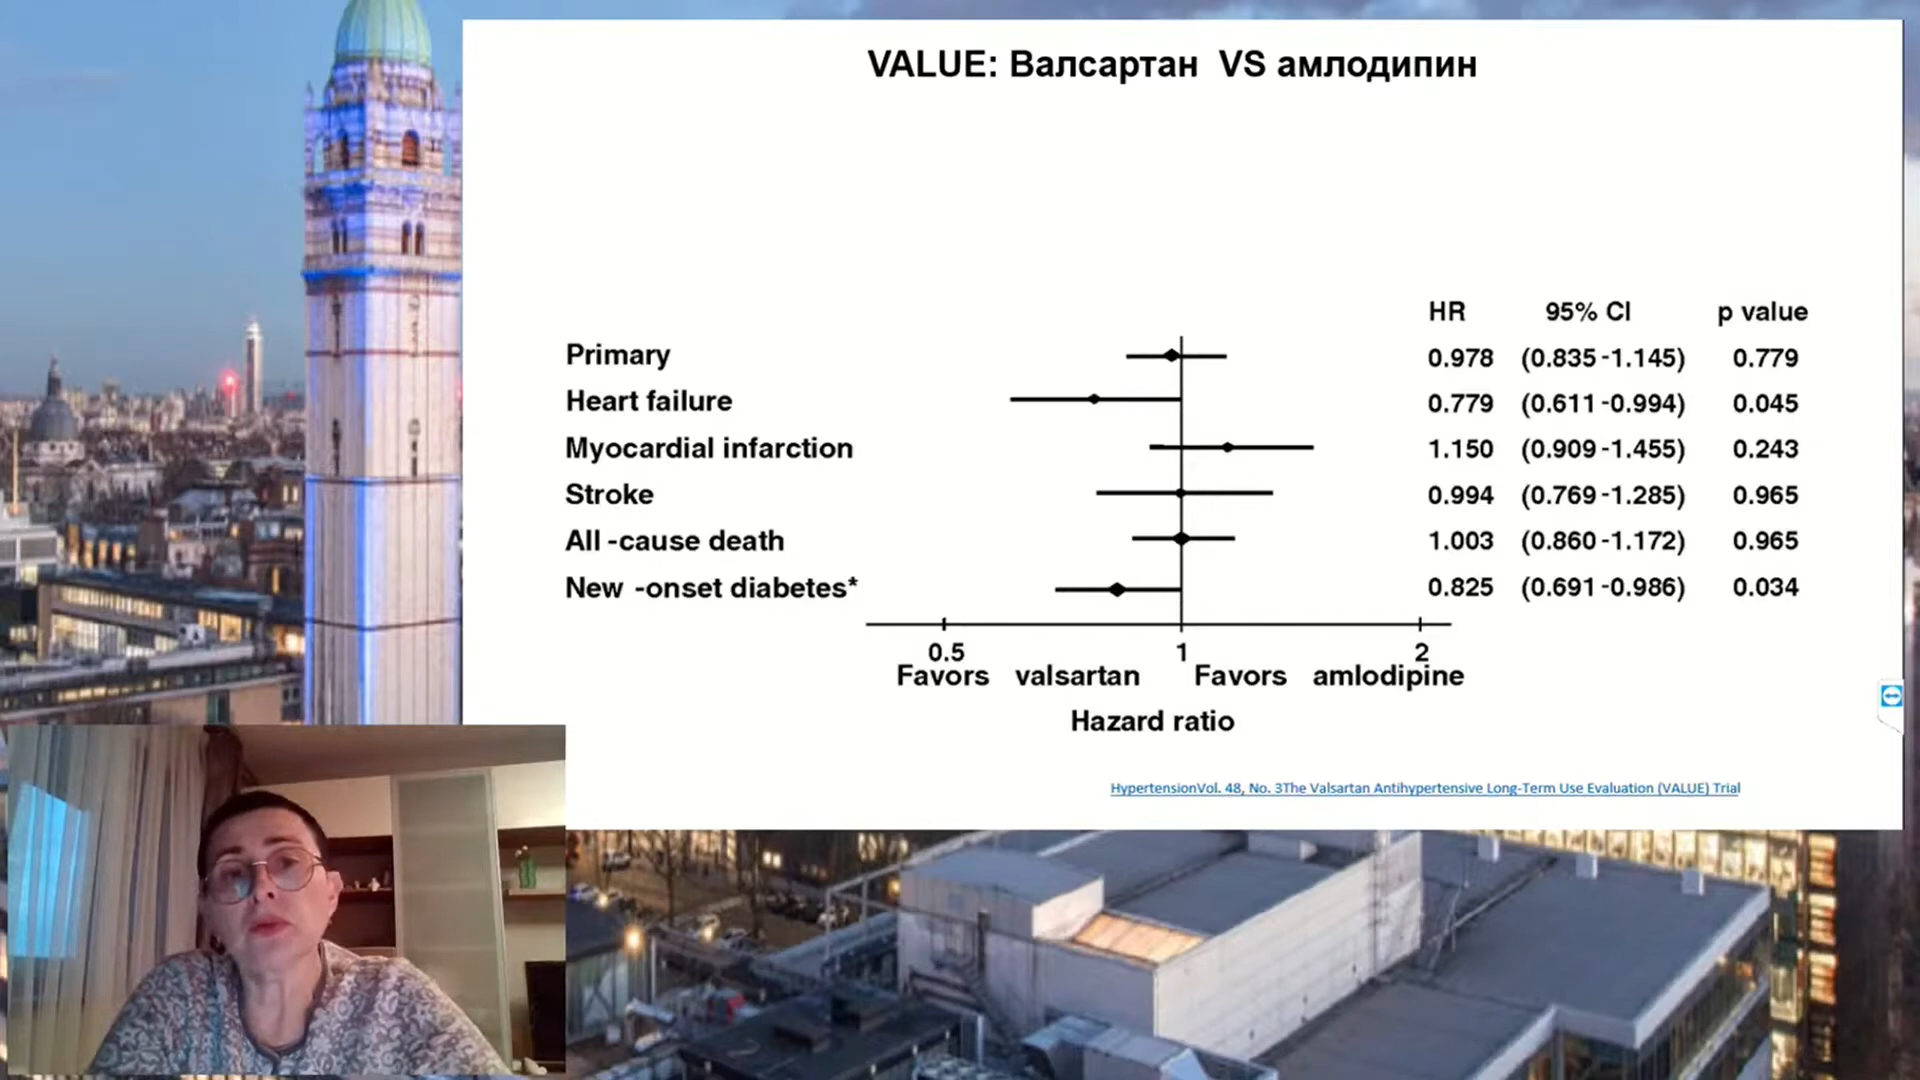 VALUE: Валсартан VS амлодипин
HR 95% CI p value
Primary 0.978 (0.835 -1.145) 0.779
Heart failure 0.779 (0.611 -0.994) 0.045
Myocardial infarction 1.150 (0.909 -1.455) 0.243
Stroke 0.994 (0.769 -1.285) 0.965
All -cause death 1.003 (0.860 -1.172) 0.965
New -onset diabetes* 0.825 (0.691 -0.986) 0.034
0.5 1 2
Favors valsartan Favors amlodipine
Hazard ratio
HypertensionVol. 48, No. 3The Valsartan Antihypertensive Long-Term Use Evaluation (VALUE) Trial